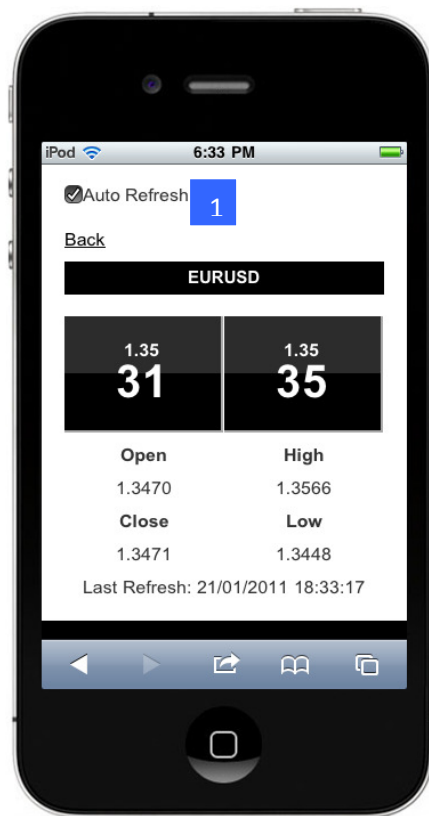 iPod 6:33 PM
Auto Refresh 1
Back
EURUSD
1.35 1.35
31 35
Open High
1.3470 1.3566
Close Low
1.3471 1.3448
Last Refresh: 21/01/2011 18:33:17